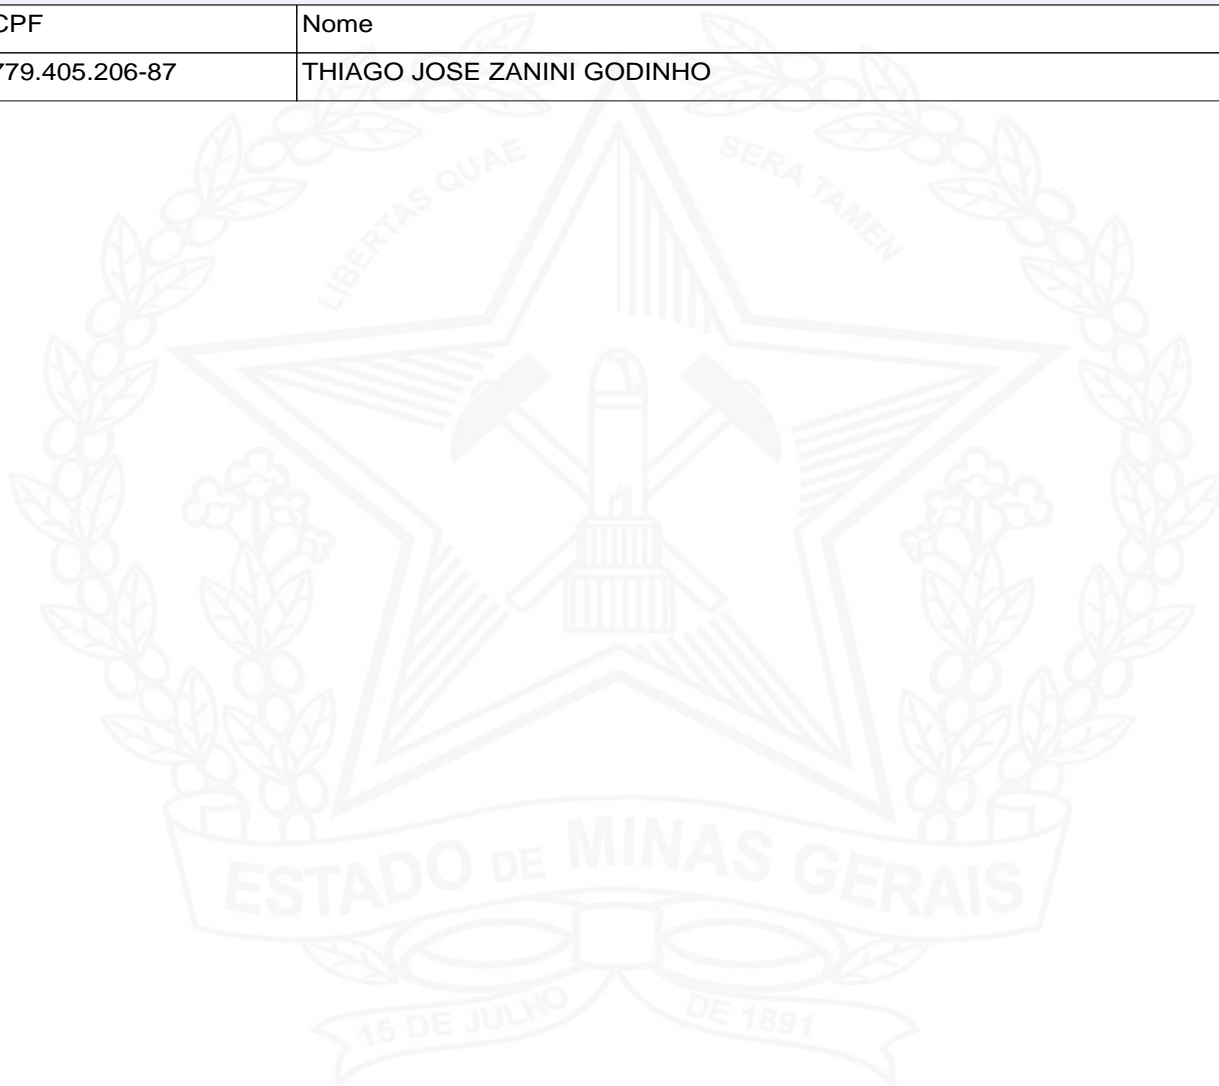 CPF Nome
779.405.206-87 THIAGO JOSE ZANINI GODINHO
LIBERTAS QUAE SERA TAMEN
ESTADO DE MINAS GERAIS
15 DE JULHO DE 1891